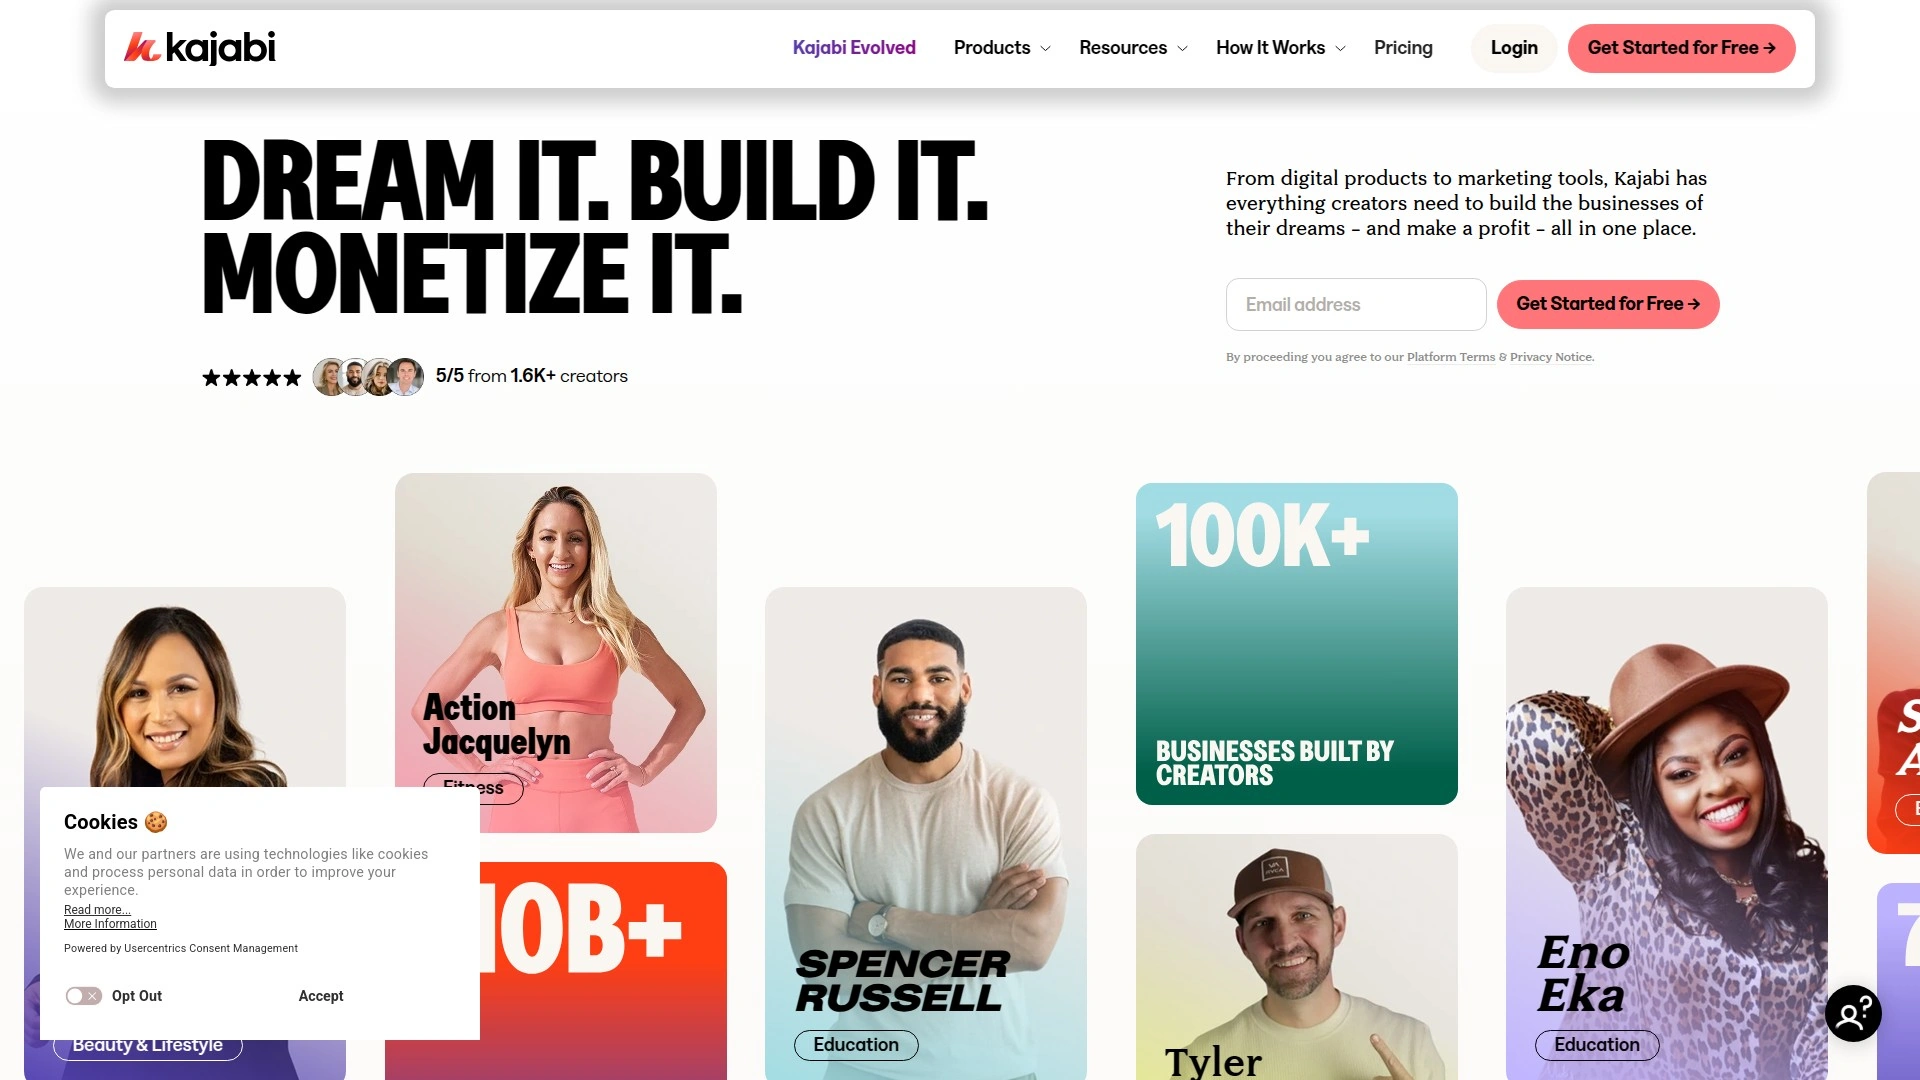 kajabi
Kajabi Evolved
Products
Resources
How It Works
Pricing
Login
Get Started for Free →
DREAM IT. BUILD IT.
MONETIZE IT.
5/5 from 1.6K+ creators
From digital products to marketing tools, Kajabi has
everything creators need to build the businesses of
their dreams – and make a profit – all in one place.
Email address
Get Started for Free →
By proceeding you agree to our Platform Terms & Privacy Notice.
Action
Jacquelyn
Fitness
10B+
SPENCER
RUSSELL
Education
100K+
BUSINESSES BUILT BY
CREATORS
RVCA
Tyler
Eno
Eka
Education
Beauty & Lifestyle
Cookies 🍪
We and our partners are using technologies like cookies
and process personal data in order to improve your
experience.
Read more...
More Information
Powered by Usercentrics Consent Management
Opt Out
Accept